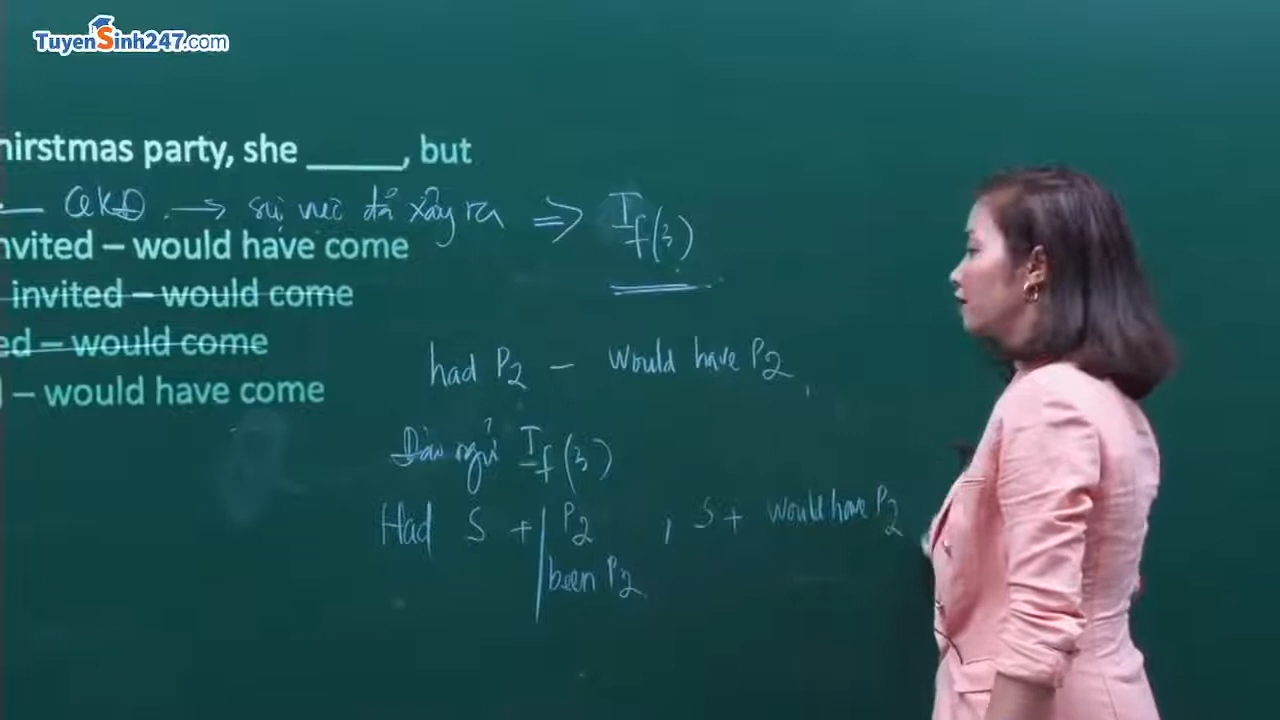 TuyenSinh247.com
hirstmas party, she _____, but
QKĐ → sự việc đã xảy ra ⇒ If(3)
nvited – would have come
invited – would come
ed – would come
– would have come
had P2 – would have P2
Đảo ngữ If(3)
Had S + P2 , S + would have P2
been P2